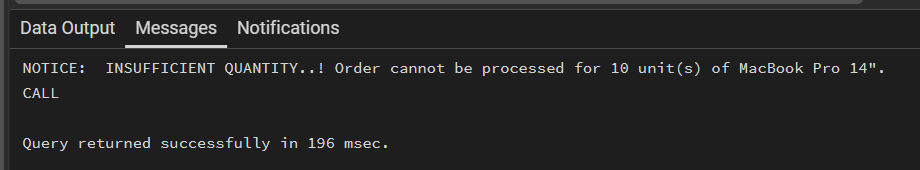 Data Output Messages Notifications
NOTICE:  INSUFFICIENT QUANTITY..! Order cannot be processed for 10 unit(s) of MacBook Pro 14".
CALL
Query returned successfully in 196 msec.